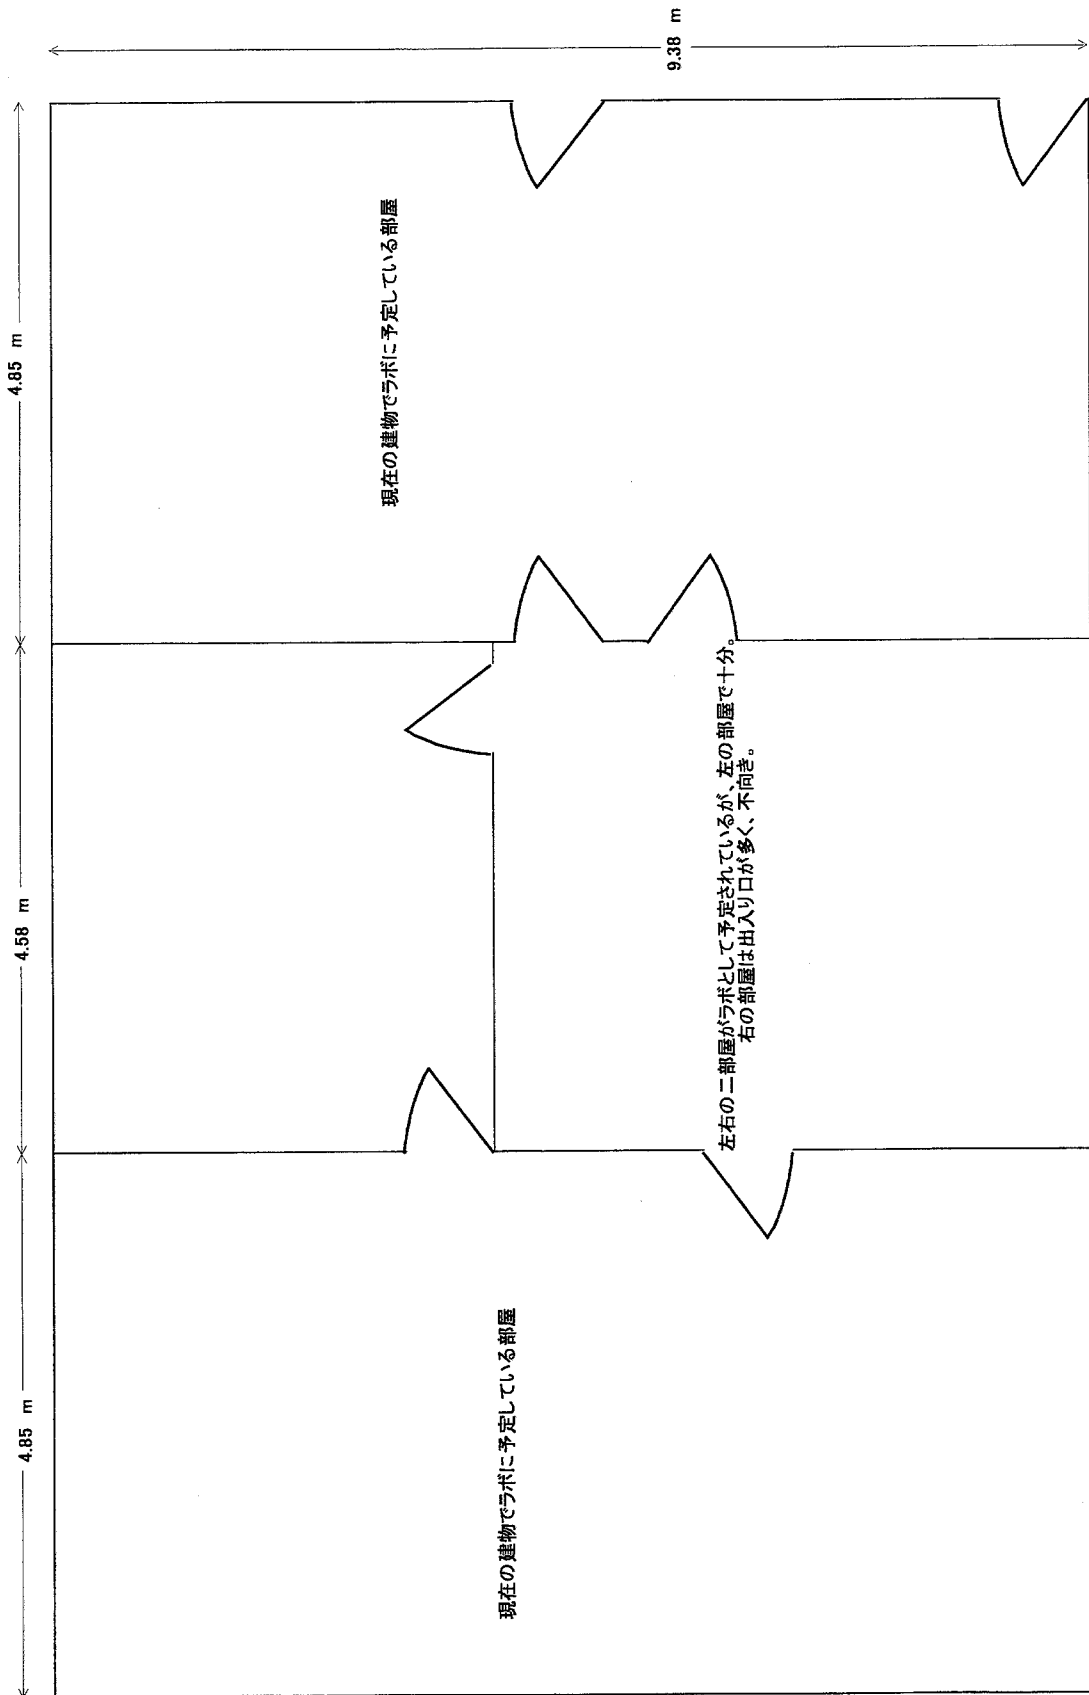 4.85 m
4.58 m
4.85 m
9.38 m
現在の建物でラボに予定している部屋
左右の二部屋がラボとして予定されているが、左の部屋で十分。
右の部屋は出入り口が多く、不向き。
現在の建物でラボに予定している部屋